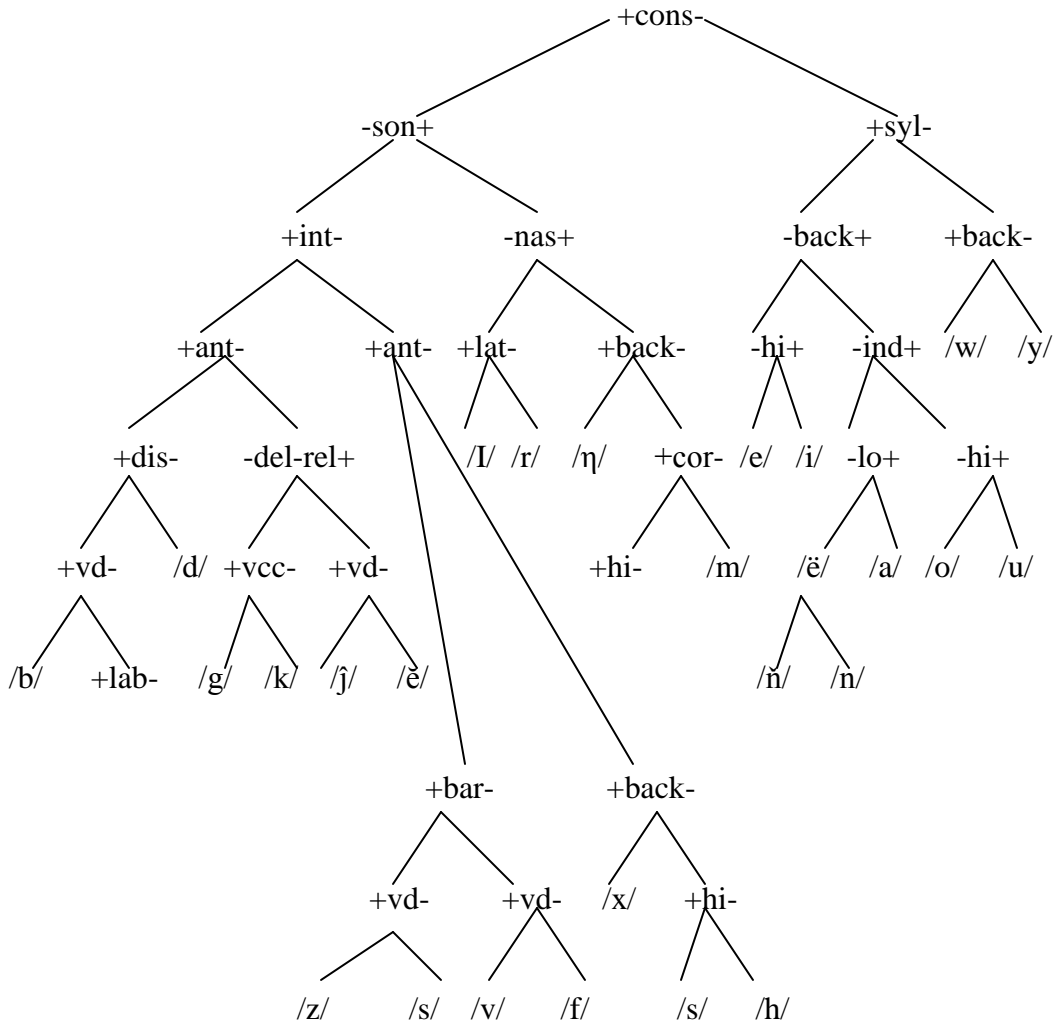 +cons-
-son+ +syl-
+int- -nas+ -back+ +back-
+ant- +ant- +lat- +back- -hi+ -ind+ /w/ /y/
+dis- -del-rel+ /I/ /r/ /η/ +cor- /e/ /i/ -lo+ -hi+
+vd- /d/ +vcc- +vd- +hi- /m/ /ë/ /a/ /o/ /u/
/b/ +lab- /g/ /k/ /ĵ/ /ĕ/ /ň/ /n/
+bar- +back-
+vd- +vd- /x/ +hi-
/z/ /s/ /v/ /f/ /s/ /h/